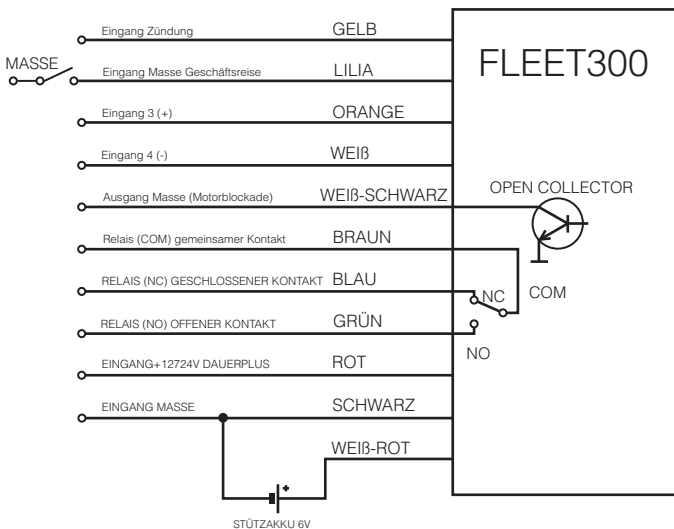 Eingang Zündung GELB
FLEET300
MASSE
Eingang Masse Geschäftsreise LILIA
Eingang 3 (+) ORANGE
Eingang 4 (-) WEIß
OPEN COLLECTOR
Ausgang Masse (Motorblockade) WEIß-SCHWARZ
Relais (COM) gemeinsamer Kontakt BRAUN
RELAIS (NC) GESCHLOSSENER KONTAKT BLAU
NC
COM
RELAIS (NO) OFFENER KONTAKT GRÜN
NO
EINGANG+12724V DAUERPLUS ROT
EINGANG MASSE SCHWARZ
WEIß-ROT
+
STÜTZAKKU 6V